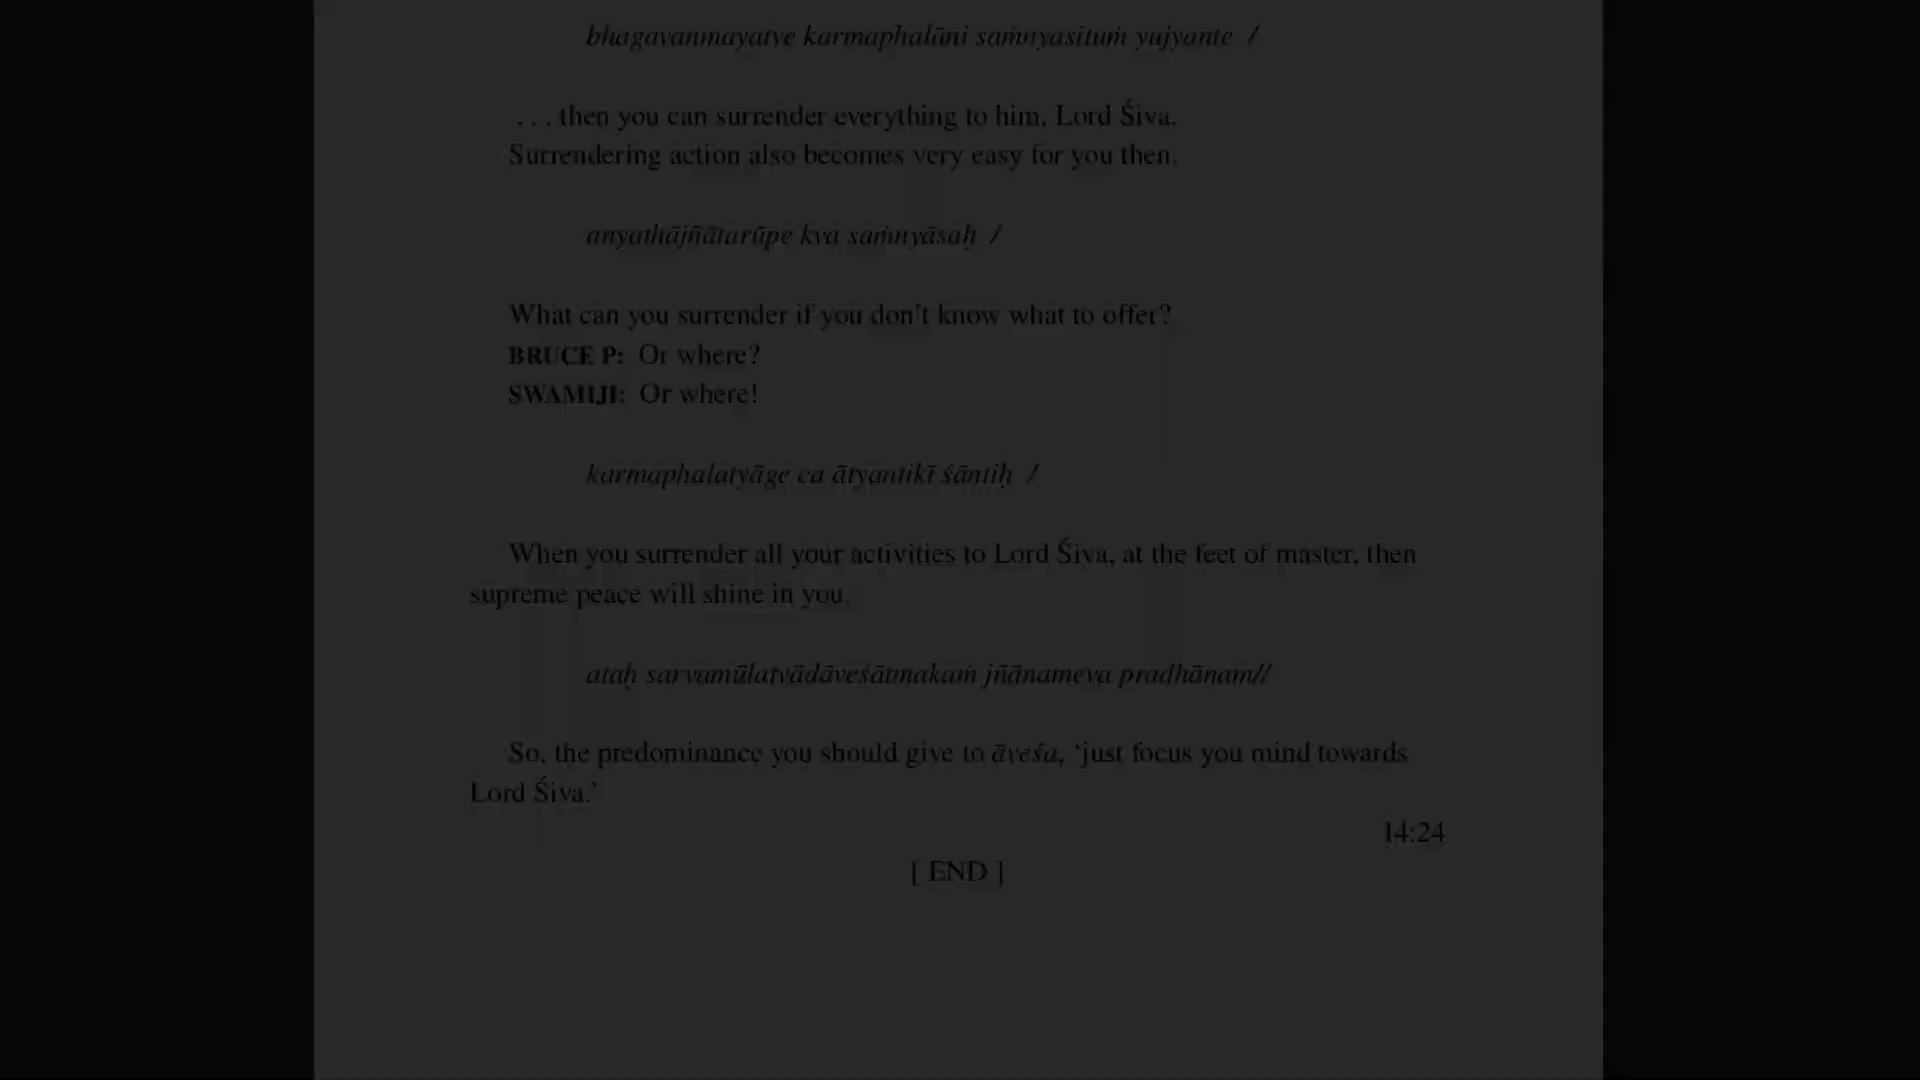 bhagavanmayatve karmaphalāni saṁnyasituṁ yujyante /
. . . then you can surrender everything to him, Lord Śiva.
Surrendering action also becomes very easy for you then.
anyathājñātarūpe kva saṁnyāsaḥ /
What can you surrender if you don't know what to offer?
BRUCE P: Or where?
SWAMIJI: Or where!
karmaphalatyāge ca ātyantikī śāntiḥ /
When you surrender all your activities to Lord Śiva, at the feet of master, then
supreme peace will shine in you.
ataḥ sarvamūlatvādāveśātmakaṁ jñānameva pradhānam//
So, the predominance you should give to āveśa, 'just focus you mind towards
Lord Śiva.'
14:24
[ END ]